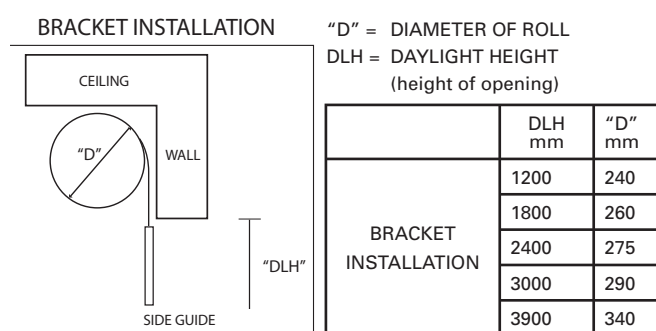 BRACKET INSTALLATION
CEILING
“D”
WALL
“DLH”
SIDE GUIDE
“D” = DIAMETER OF ROLL
DLH = DAYLIGHT HEIGHT
(height of opening)
DLH mm “D” mm
BRACKET INSTALLATION
1200 240
1800 260
2400 275
3000 290
3900 340